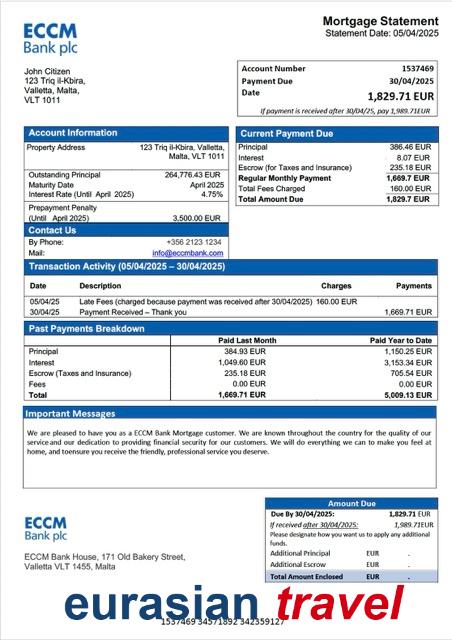 ECCM
Bank plc
Mortgage Statement
Statement Date: 05/04/2025
John Citizen
123 Triq il-Kbira,
Valletta, Malta,
VLT 1011
Account Number 1537469
Payment Due 30/04/2025
Date 1,829.71 EUR
If payment is received after 30/04/25, pay 1,989.71EUR
Account Information
Property Address 123 Triq il-Kbira, Valletta,
Malta, VLT 1011
Outstanding Principal 264,776.43 EUR
Maturity Date April 2025
Interest Rate (Until April 2025) 4.75%
Prepayment Penalty
(Until April 2025) 3,500.00 EUR
Current Payment Due
Principal 386.46 EUR
Interest 8.07 EUR
Escrow (for Taxes and Insurance) 235.18 EUR
Regular Monthly Payment 1,669.7 EUR
Total Fees Charged 160.00 EUR
Total Amount Due 1,829.7 EUR
Contact Us
By Phone: +356 2123 1234
Mail: info@eccmbank.com
Transaction Activity (05/04/2025 – 30/04/2025)
Date Description Charges Payments
05/04/25 Late Fees (charged because payment was received after 30/04/2025) 160.00 EUR
30/04/25 Payment Received – Thank you 1,669.71 EUR
Past Payments Breakdown
Paid Last Month Paid Year to Date
Principal 384.93 EUR 1,150.25 EUR
Interest 1,049.60 EUR 3,153.34 EUR
Escrow (Taxes and Insurance) 235.18 EUR 705.54 EUR
Fees 0.00 EUR 0.00 EUR
Total 1,669.71 EUR 5,009.13 EUR
Important Messages
We are pleased to have you as a ECCM Bank Mortgage customer. We are known throughout the country for the quality of our
service and our dedication to providing financial security for our customers. We will do everything we can to make you feel at
home, and toensure you receive the friendly, professional service you deserve.
ECCM
Bank plc
ECCM Bank House, 171 Old Bakery Street,
Valletta VLT 1455, Malta
Amount Due
Due By 30/04/2025: 1,829.71 EUR
If received after 30/04/2025: 1,989.71EUR
Please designate how you want us to apply any additional
funds.
Additional Principal EUR .
Additional Escrow EUR .
Total Amount Enclosed EUR .
eurasian travel
1537469 34571892 342359127